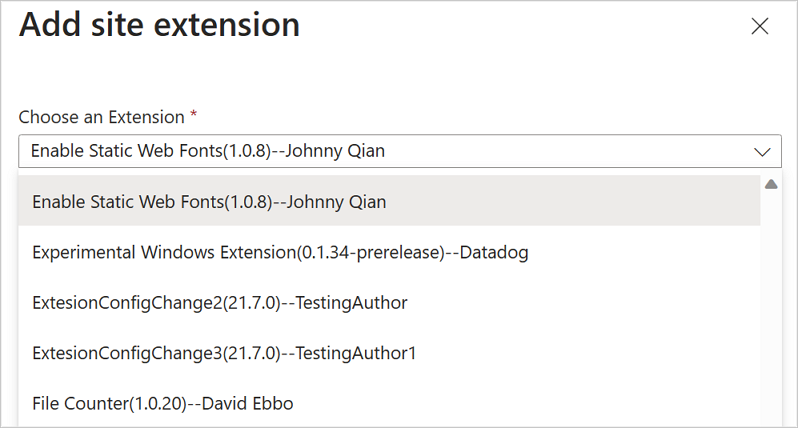 Add site extension
Choose an Extension *
Enable Static Web Fonts(1.0.8)--Johnny Qian
Enable Static Web Fonts(1.0.8)--Johnny Qian
Experimental Windows Extension(0.1.34-prerelease)--Datadog
ExtesionConfigChange2(21.7.0)--TestingAuthor
ExtesionConfigChange3(21.7.0)--TestingAuthor1
File Counter(1.0.20)--David Ebbo